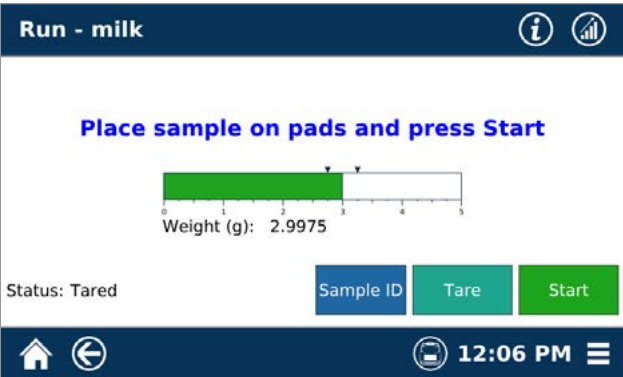 Run - milk
i
Place sample on pads and press Start
0 1 2 3 4 5
Weight (g): 2.9975
Status: Tared
Sample ID
Tare
Start
12:06 PM